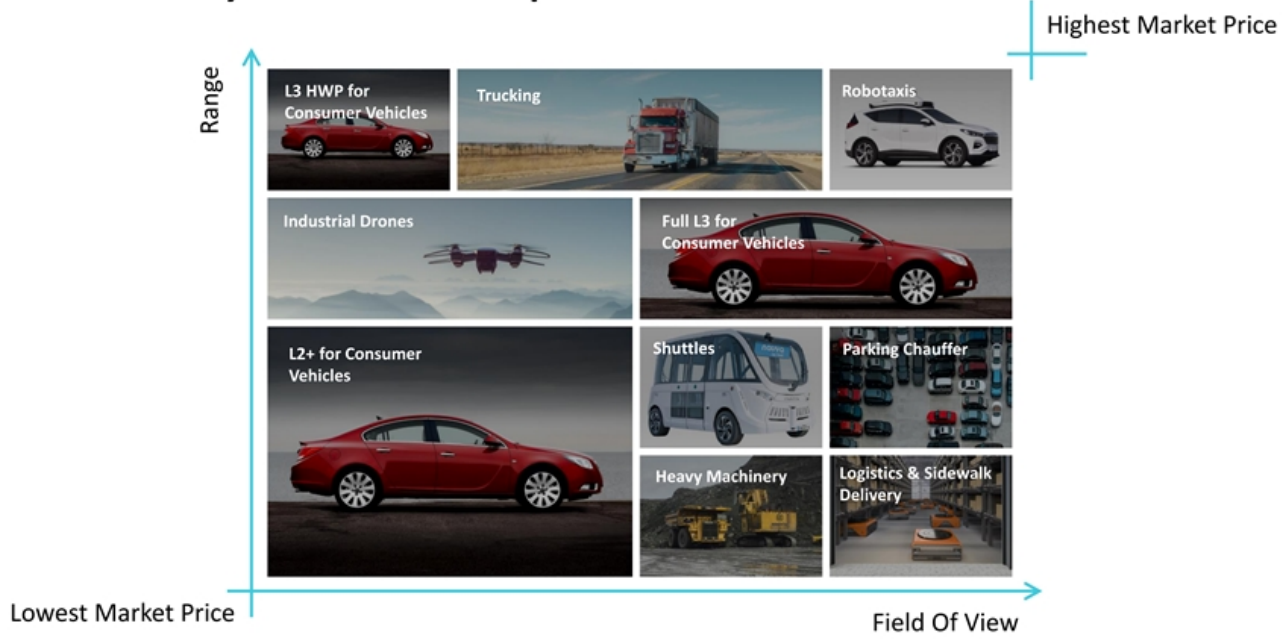 Highest Market Price
Range
L3 HWP for
Consumer Vehicles
Trucking
Robotaxis
Industrial Drones
Full L3 for
Consumer Vehicles
L2+ for Consumer
Vehicles
Shuttles
Parking Chauffer
Heavy Machinery
Logistics & Sidewalk
Delivery
Lowest Market Price
Field Of View